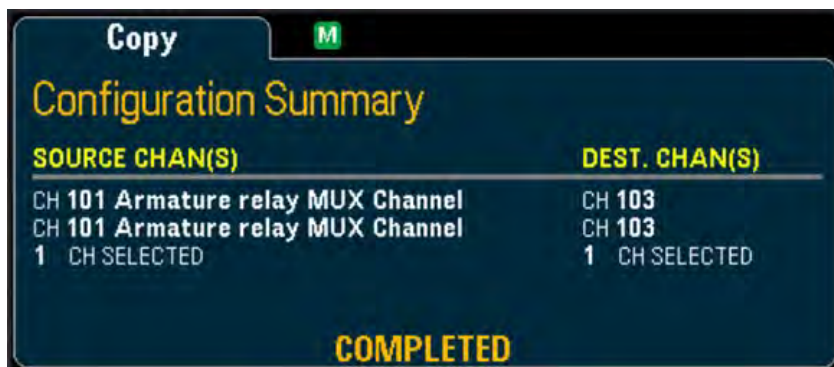 Copy M
Configuration Summary
SOURCE CHAN(S) DEST. CHAN(S)
CH 101 Armature relay MUX Channel CH 103
CH 101 Armature relay MUX Channel CH 103
1 CH SELECTED 1 CH SELECTED
COMPLETED